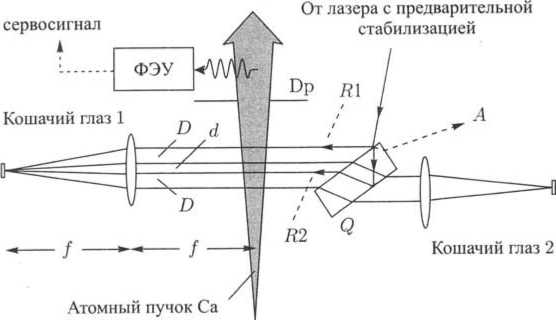 От лазера с предварительной
стабилизацией
сервосигнал
ФЭУ
Dp
R1
A
Кошачий глаз 1
D
d
D
R2
Q
f
f
Кошачий глаз 2
Атомный пучок Ca